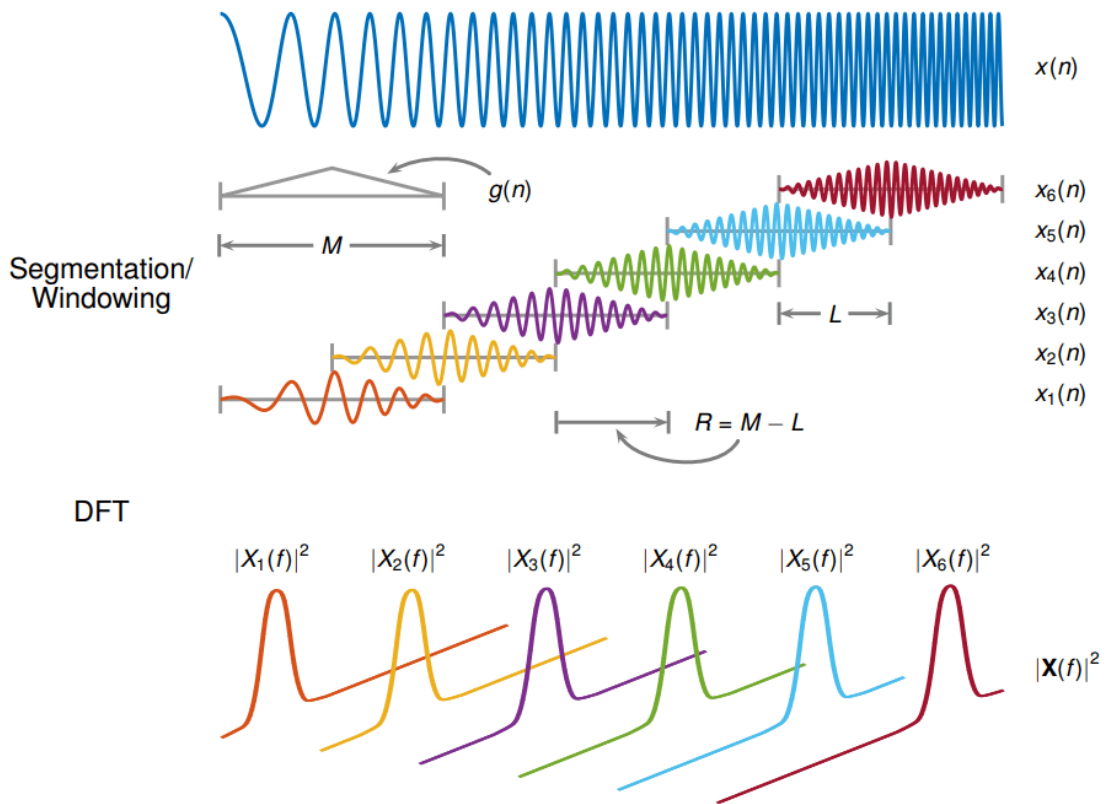 x(n)
g(n)
x₆(n)
x₅(n)
M
Segmentation/
Windowing
x₄(n)
L
x₃(n)
x₂(n)
x₁(n)
R = M − L
DFT
|X₁(f)|²
|X₂(f)|²
|X₃(f)|²
|X₄(f)|²
|X₅(f)|²
|X₆(f)|²
|X(f)|²